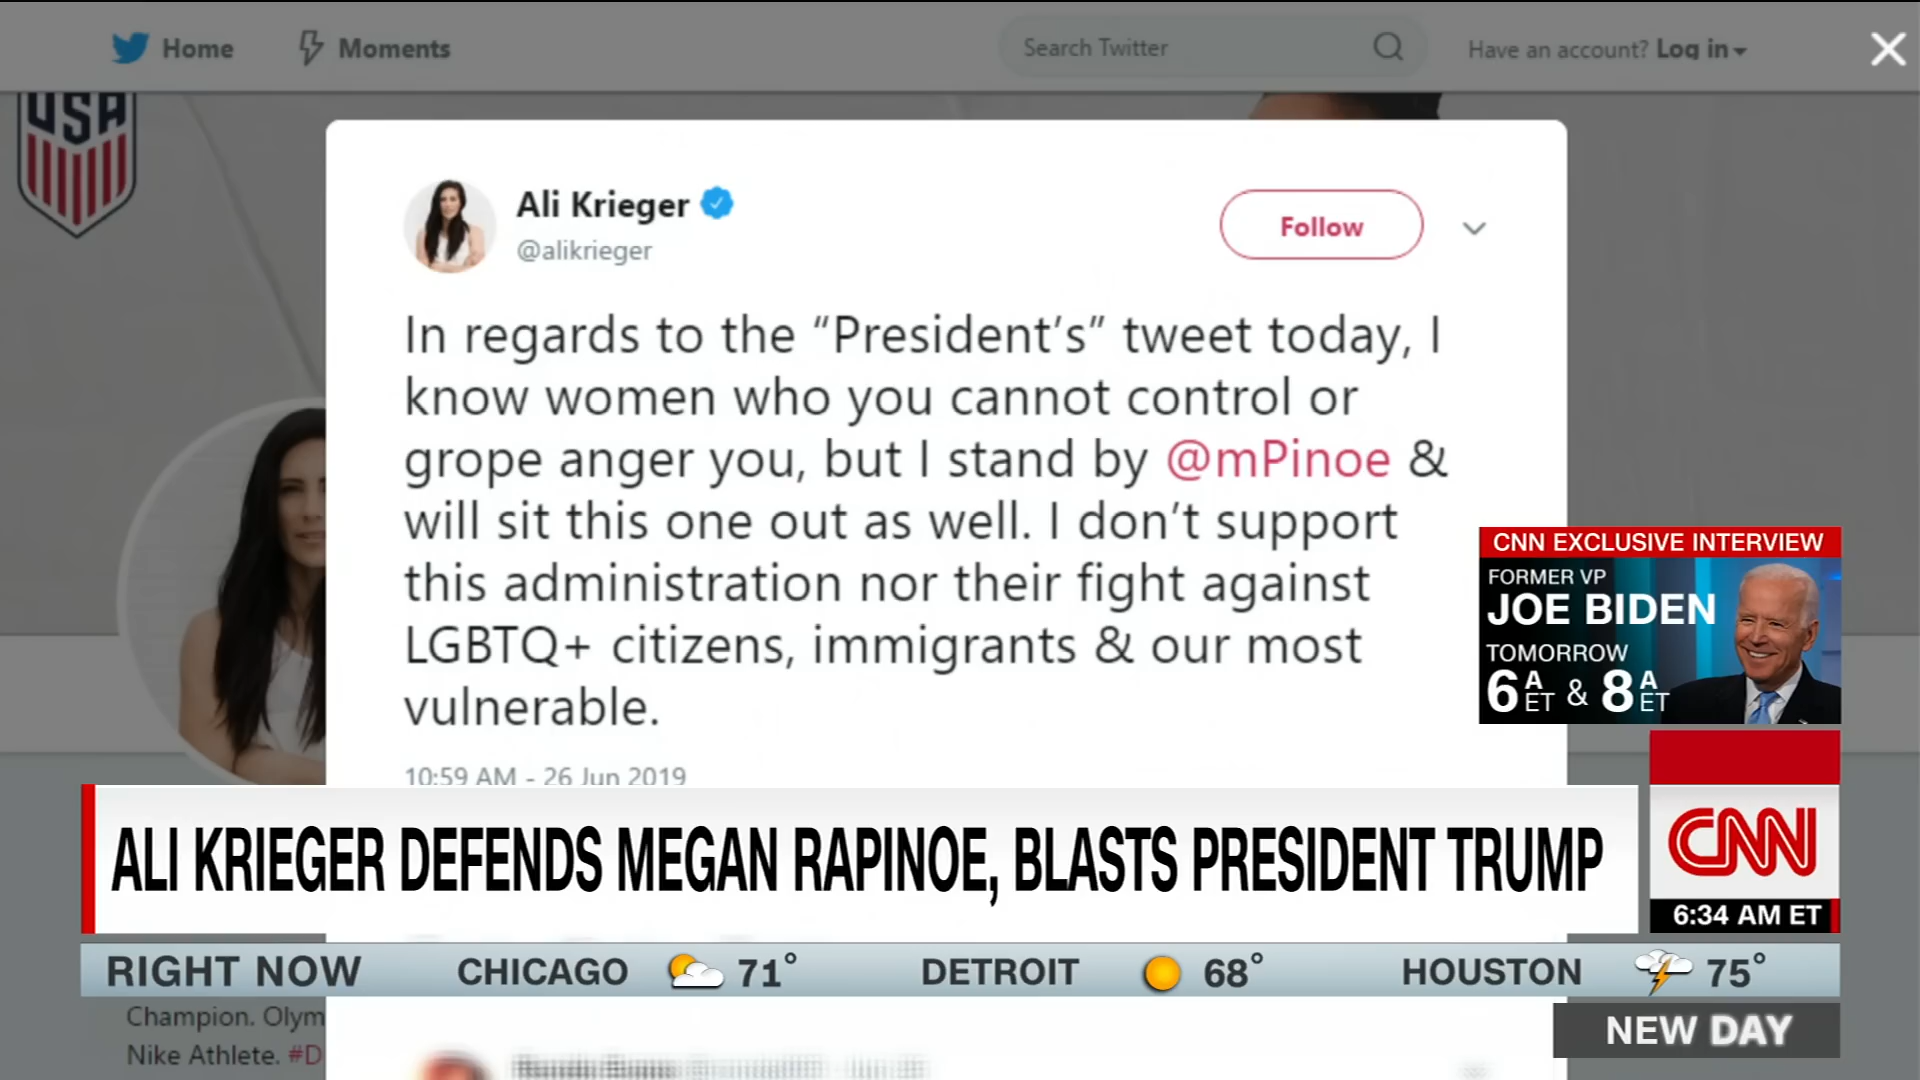 Home
Moments
Search Twitter
Have an account? Log in
USA
Ali Krieger
@alikrieger
Follow
In regards to the “President’s” tweet today, I
know women who you cannot control or
grope anger you, but I stand by @mPinoe &
will sit this one out as well. I don’t support
this administration nor their fight against
LGBTQ+ citizens, immigrants & our most
vulnerable.
10:59 AM - 26 Jun 2019
CNN EXCLUSIVE INTERVIEW
FORMER VP
JOE BIDEN
TOMORROW
6A ET & 8A ET
ALI KRIEGER DEFENDS MEGAN RAPINOE, BLASTS PRESIDENT TRUMP
CNN
6:34 AM ET
RIGHT NOW CHICAGO 71° DETROIT 68° HOUSTON 75°
Champion. Olym
Nike Athlete. #D
NEW DAY